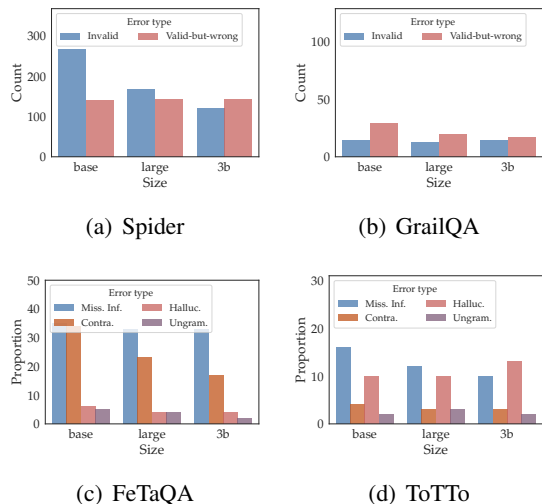 Error type
Invalid Valid-but-wrong
300
200
100
0
Count
base large 3b
Size
(a) Spider
Error type
Invalid Valid-but-wrong
100
50
0
Count
base large 3b
Size
(b) GrailQA
Error type
Miss. Inf. Halluc.
Contra. Ungram.
50
40
30
20
10
0
Proportion
base large 3b
Size
(c) FeTaQA
Error type
Miss. Inf. Halluc.
Contra. Ungram.
30
20
10
0
Proportion
base large 3b
Size
(d) ToTTo